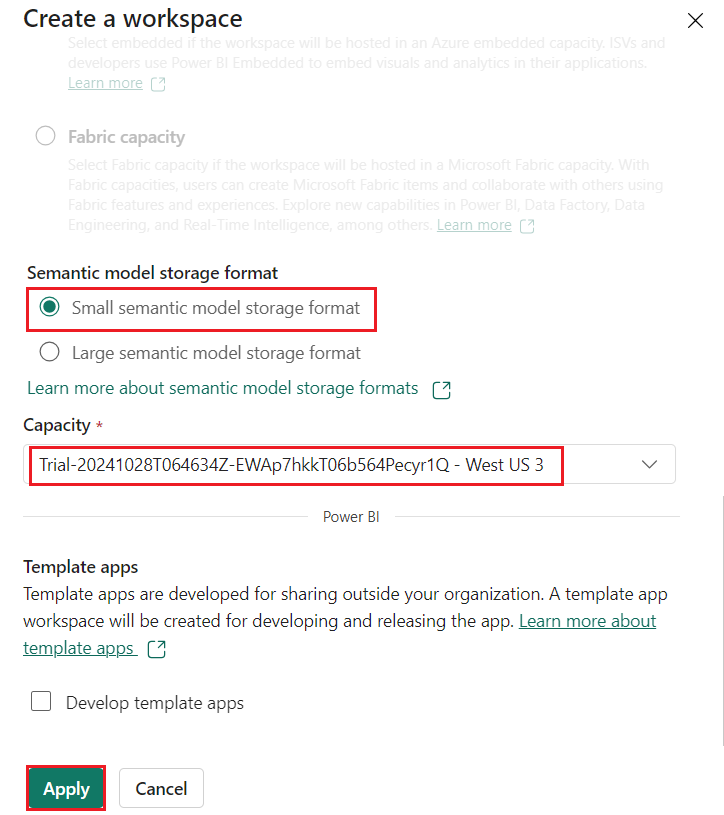 Create a workspace
Select embedded if the workspace will be hosted in an Azure embedded capacity. ISVs and
developers use Power BI Embedded to embed visuals and analytics in their applications.
Learn more
Fabric capacity
Select Fabric capacity if the workspace will be hosted in a Microsoft Fabric capacity. With
Fabric capacities, users can create Microsoft Fabric items and collaborate with others using
Fabric features and experiences. Explore new capabilities in Power BI, Data Factory, Data
Engineering, and Real-Time Intelligence, among others. Learn more
Semantic model storage format
Small semantic model storage format
Large semantic model storage format
Learn more about semantic model storage formats
Capacity *
Trial-20241028T064634Z-EWAp7hkkT06b564Pecyr1Q - West US 3
Power BI
Template apps
Template apps are developed for sharing outside your organization. A template app
workspace will be created for developing and releasing the app. Learn more about
template apps
Develop template apps
Apply Cancel